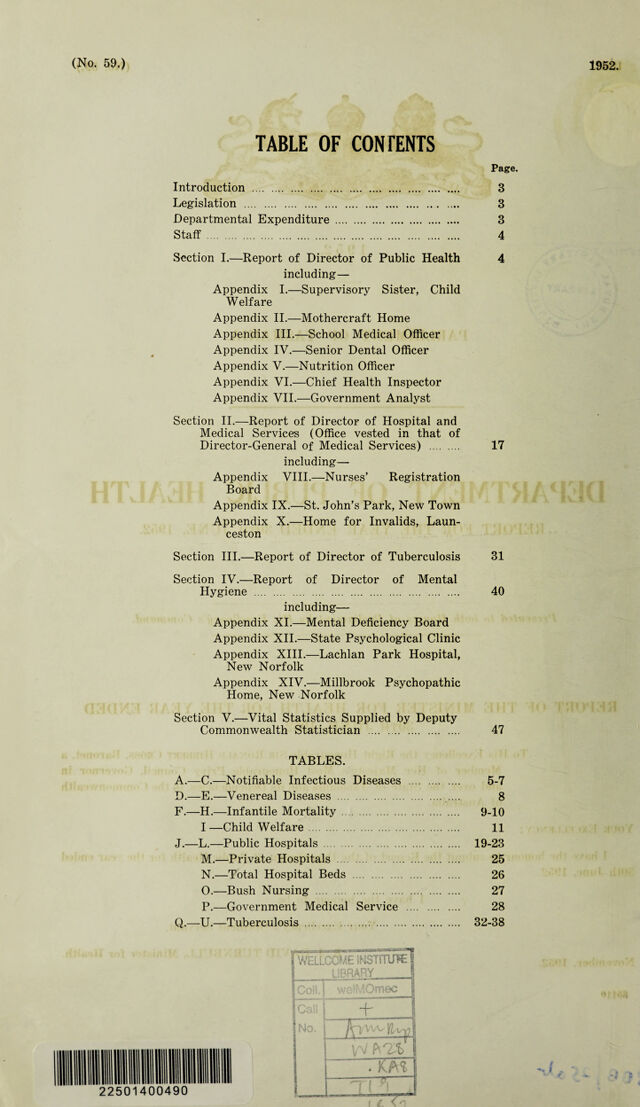 (No. 59.)
1952.
TABLE OF CONTENTS
Page.
Introduction .... .... .... .... .... .... .... .... .... .... .... 3
Legislation .... .... .... .... .... .... .... .... .... .... .... 3
Departmental Expenditure .... .... .... .... .... .... .... 3
Staff .... .... .... .... .... .... .... .... .... .... .... .... .... 4
Section I.—Report of Director of Public Health 4
including—
Appendix I.—Supervisory Sister, Child
Welfare
Appendix II.—Mothercraft Home
Appendix III.—School Medical Officer
Appendix IV.—Senior Dental Officer
Appendix V.—Nutrition Officer
Appendix VI.—Chief Health Inspector
Appendix VII.—Government Analyst
Section II.—Report of Director of Hospital and
Medical Services (Office vested in that of
Director-General of Medical Services) .... .... 17
including—
Appendix VIII.—Nurses' Registration
Board
Appendix IX.—St. John's Park, New Town
Appendix X.—Home for Invalids, Laun-
ceston
Section III.—Report of Director of Tuberculosis 31
Section IV.—Report of Director of Mental
Hygiene .... .... .... .... .... .... .... .... .... .... .... 40
including—
Appendix XI.—Mental Deficiency Board
Appendix XII.—State Psychological Clinic
Appendix XIII.—Lachlan Park Hospital,
New Norfolk
Appendix XIV.—Millbrook Psychopathic
Home, New Norfolk
Section V.—Vital Statistics Supplied by Deputy
Commonwealth Statistician .... .... .... .... .... 47
TABLES.
A.—C.—Notifiable Infectious Diseases .... .... .... 5-7
D.—E.—Venereal Diseases .... .... .... .... .... .... .... 8
F.—H.—Infantile Mortality .... .... .... .... .... .... 9-10
I —Child Welfare .... .... .... .... .... .... .... .... 11
J.—L.—Public Hospitals .... .... .... .... .... .... .... 19-23
M.—Private Hospitals .... .... .... .... .... .... .... 25
N.—Total Hospital Beds .... .... .... .... .... .... 26
O.—Bush Nursing .... .... .... .... .... .... .... .... 27
P.—Government Medical Service .... .... .... 28
Q.—U.—Tuberculosis .... .... .... .... .... .... .... .... 32-38
WELLCOME INSTITUTE
LIBRARY
Coll. welMOmec
Call +
No.
WA28
.KA8
22501400490